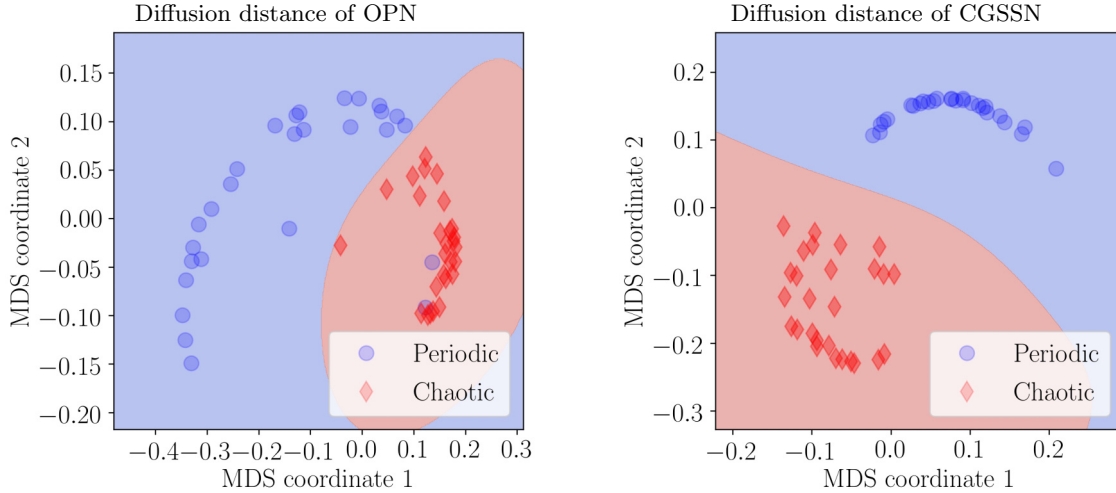 Diffusion distance of OPN
MDS coordinate 2
0.15
0.10
0.05
0.00
−0.05
−0.10
−0.15
−0.20
Periodic
Chaotic
−0.4−0.3−0.2−0.1 0.0 0.1 0.2 0.3
MDS coordinate 1
Diffusion distance of CGSSN
MDS coordinate 2
0.2
0.1
0.0
−0.1
−0.2
−0.3
Periodic
Chaotic
−0.2 −0.1 0.0 0.1 0.2
MDS coordinate 1